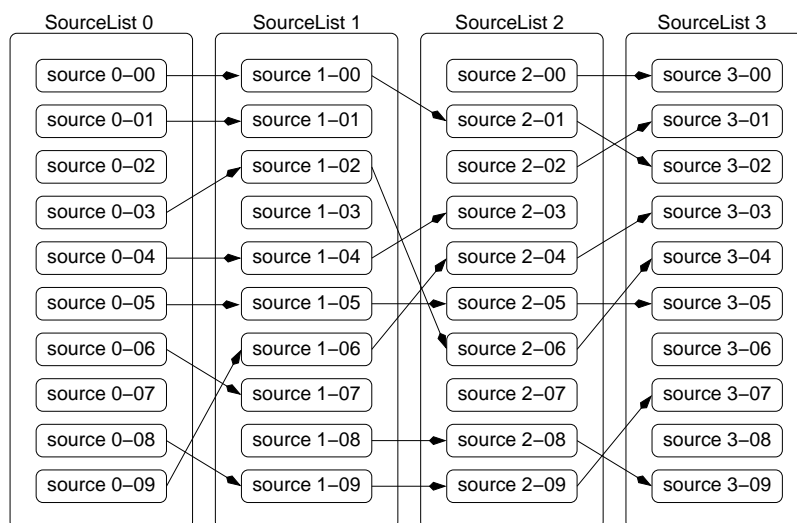 SourceList 0 SourceList 1 SourceList 2 SourceList 3
source 0−00 source 1−00 source 2−00 source 3−00
source 0−01 source 1−01 source 2−01 source 3−01
source 0−02 source 1−02 source 2−02 source 3−02
source 0−03 source 1−03 source 2−03 source 3−03
source 0−04 source 1−04 source 2−04 source 3−04
source 0−05 source 1−05 source 2−05 source 3−05
source 0−06 source 1−06 source 2−06 source 3−06
source 0−07 source 1−07 source 2−07 source 3−07
source 0−08 source 1−08 source 2−08 source 3−08
source 0−09 source 1−09 source 2−09 source 3−09